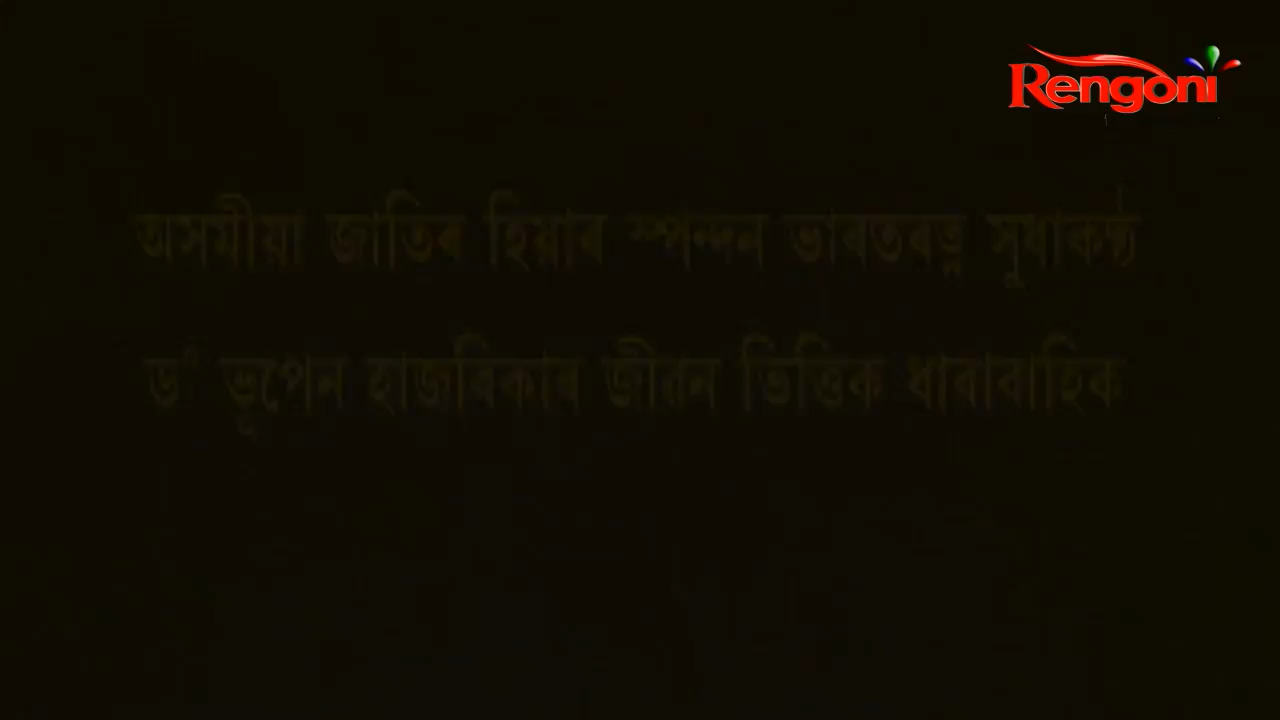 Rengoni
অসমীয়া জাতিৰ হিয়াৰ স্পন্দন ভাৰতৰত্ন সুধাকণ্ঠ
ড° ভূপেন হাজৰিকাৰ জীৱন ভিত্তিক ধাৰাবাহিক